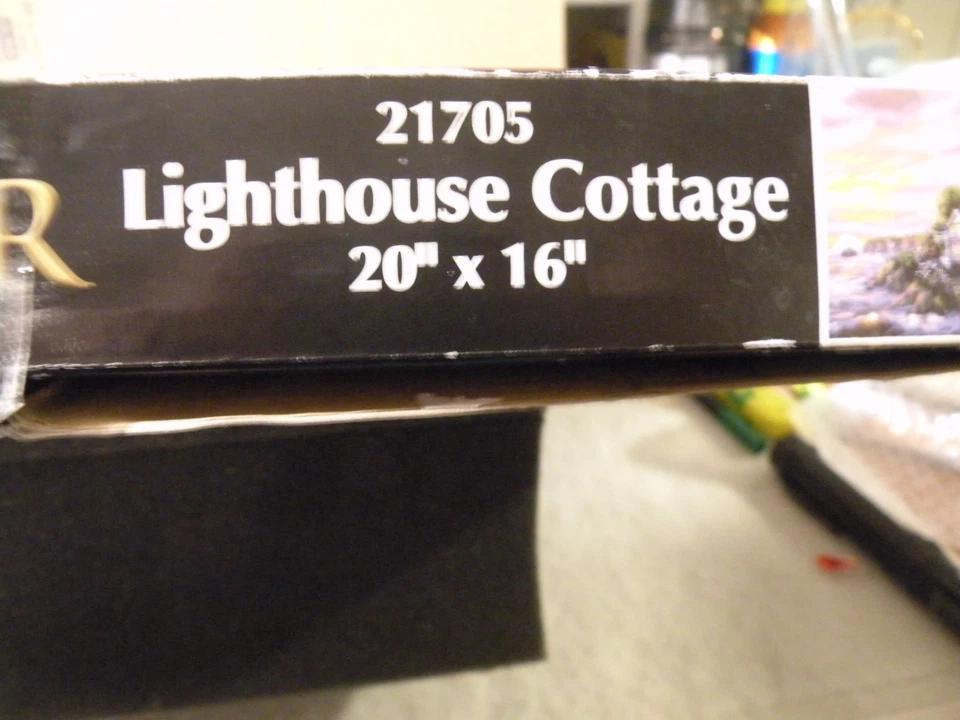 21705
R Lighthouse Cottage
20" x 16"